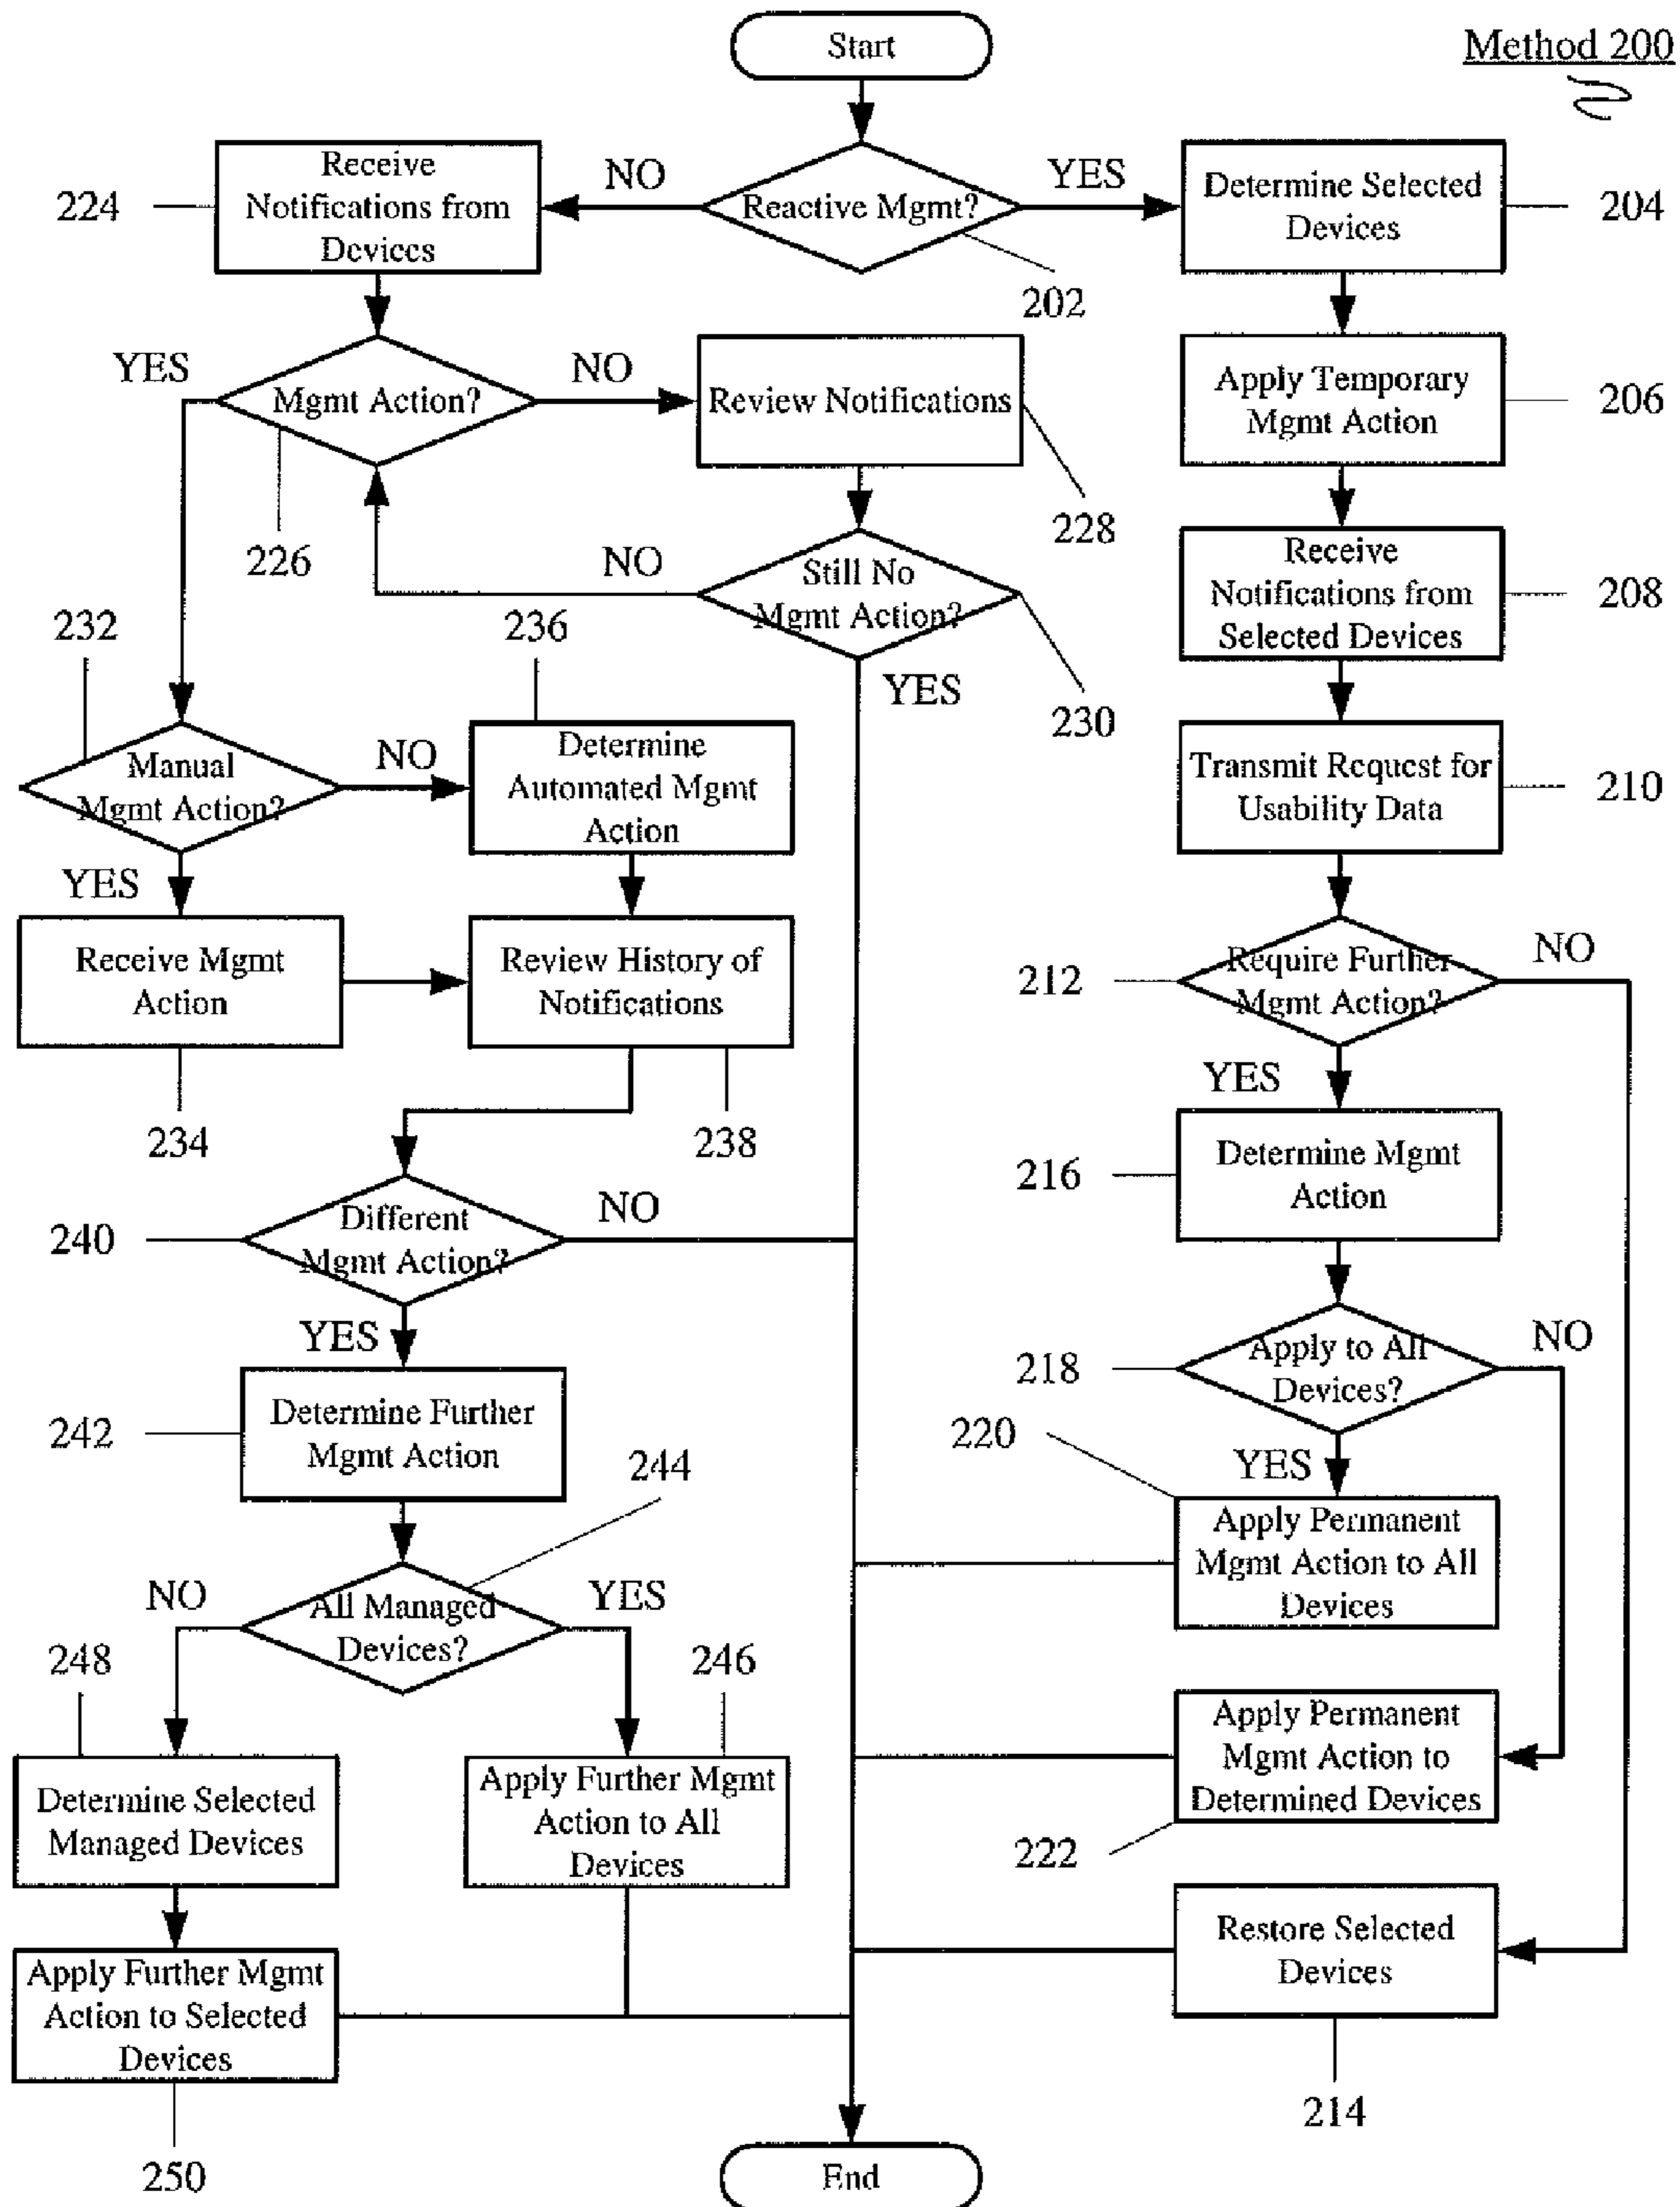 Start
Method 200
Receive
Notifications from
Devices
224
NO
Reactive Mgmt?
YES
202
Determine Selected
Devices
204
YES
Mgmt Action?
226
NO
Review Notifications
228
Apply Temporary
Mgmt Action
206
NO
Still No
Mgmt Action?
YES
230
Receive
Notifications from
Selected Devices
208
232
Manual
Mgmt Action?
NO
236
Determine
Automated Mgmt
Action
Transmit Request for
Usability Data
210
YES
Receive Mgmt
Action
234
Review History of
Notifications
238
212
Require Further
Mgmt Action?
NO
YES
216
Determine Mgmt
Action
240
Different
Mgmt Action?
NO
YES
218
Apply to All
Devices?
NO
YES
242
Determine Further
Mgmt Action
244
220
Apply Permanent
Mgmt Action to All
Devices
NO
All Managed
Devices?
YES
248
Determine Selected
Managed Devices
246
Apply Further Mgmt
Action to All
Devices
Apply Permanent
Mgmt Action to
Determined Devices
222
Apply Further Mgmt
Action to Selected
Devices
250
Restore Selected
Devices
214
End